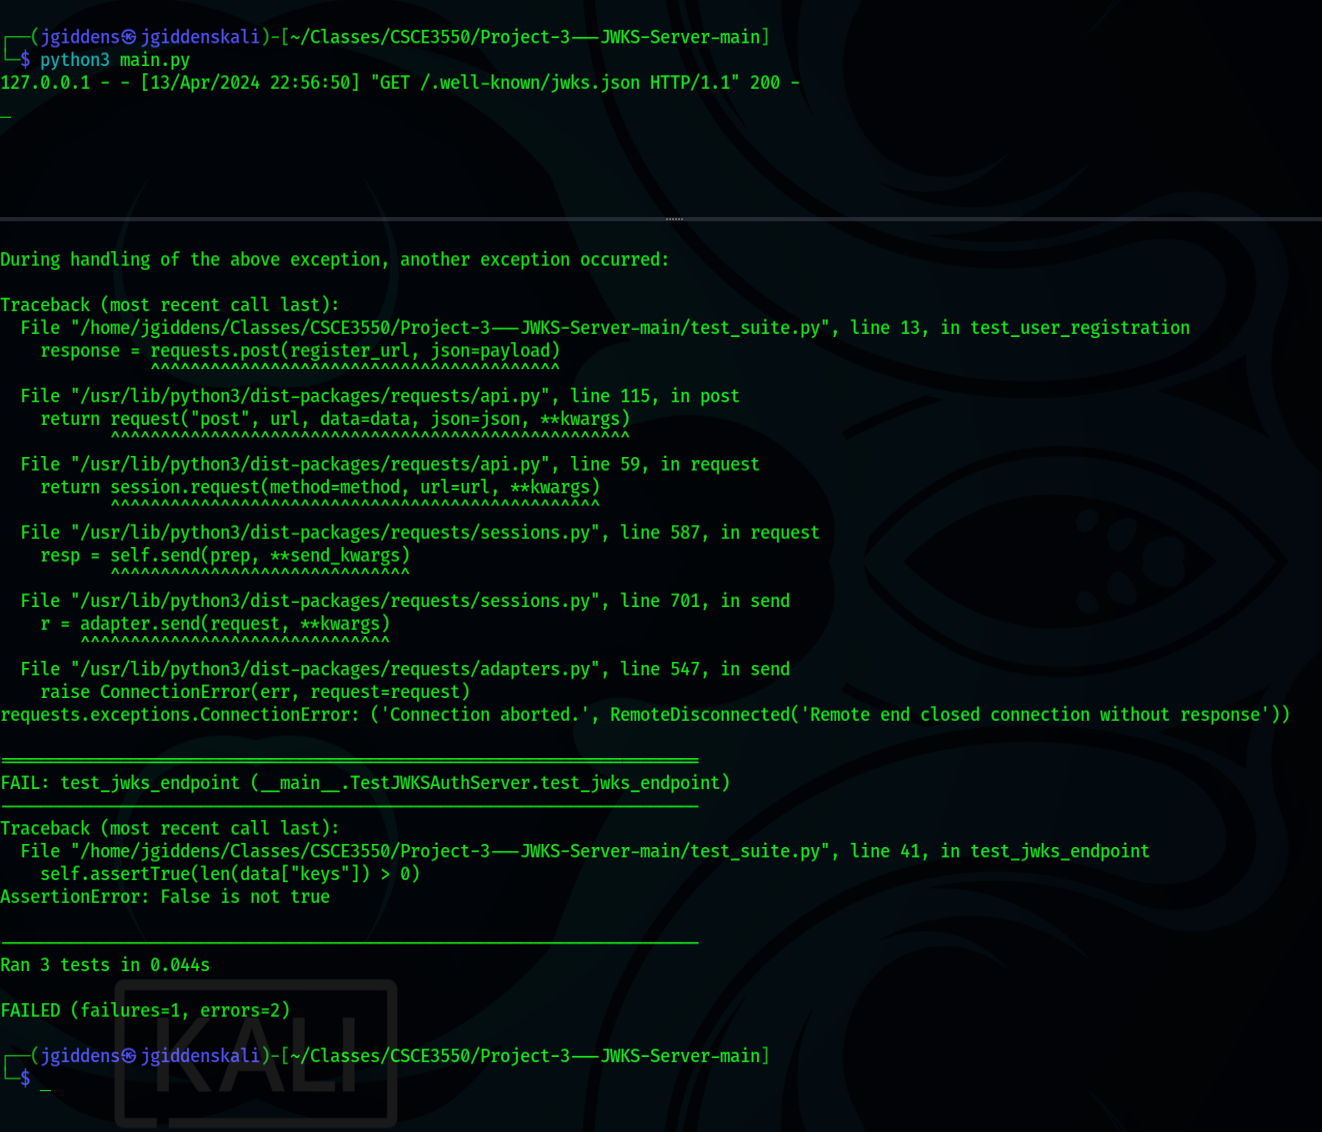 ┌──(jgiddens㉿jgiddenskali)-[~/Classes/CSCE3550/Project-3---JWKS-Server-main]
└─$ python3 main.py
127.0.0.1 - - [13/Apr/2024 22:56:50] "GET /.well-known/jwks.json HTTP/1.1" 200 -
_
During handling of the above exception, another exception occurred:
Traceback (most recent call last):
  File "/home/jgiddens/Classes/CSCE3550/Project-3---JWKS-Server-main/test_suite.py", line 13, in test_user_registration
    response = requests.post(register_url, json=payload)
               ^^^^^^^^^^^^^^^^^^^^^^^^^^^^^^^^^^^^^^^^^
  File "/usr/lib/python3/dist-packages/requests/api.py", line 115, in post
    return request("post", url, data=data, json=json, **kwargs)
           ^^^^^^^^^^^^^^^^^^^^^^^^^^^^^^^^^^^^^^^^^^^^^^^^^^^^
  File "/usr/lib/python3/dist-packages/requests/api.py", line 59, in request
    return session.request(method=method, url=url, **kwargs)
           ^^^^^^^^^^^^^^^^^^^^^^^^^^^^^^^^^^^^^^^^^^^^^^^^^
  File "/usr/lib/python3/dist-packages/requests/sessions.py", line 587, in request
    resp = self.send(prep, **send_kwargs)
           ^^^^^^^^^^^^^^^^^^^^^^^^^^^^^^
  File "/usr/lib/python3/dist-packages/requests/sessions.py", line 701, in send
    r = adapter.send(request, **kwargs)
        ^^^^^^^^^^^^^^^^^^^^^^^^^^^^^^^
  File "/usr/lib/python3/dist-packages/requests/adapters.py", line 547, in send
    raise ConnectionError(err, request=request)
requests.exceptions.ConnectionError: ('Connection aborted.', RemoteDisconnected('Remote end closed connection without response'))
======================================================================
FAIL: test_jwks_endpoint (__main__.TestJWKSAuthServer.test_jwks_endpoint)
----------------------------------------------------------------------
Traceback (most recent call last):
  File "/home/jgiddens/Classes/CSCE3550/Project-3---JWKS-Server-main/test_suite.py", line 41, in test_jwks_endpoint
    self.assertTrue(len(data["keys"]) > 0)
AssertionError: False is not true
----------------------------------------------------------------------
Ran 3 tests in 0.044s
FAILED (failures=1, errors=2)
┌──(jgiddens㉿jgiddenskali)-[~/Classes/CSCE3550/Project-3---JWKS-Server-main]
└─$ _
KALI